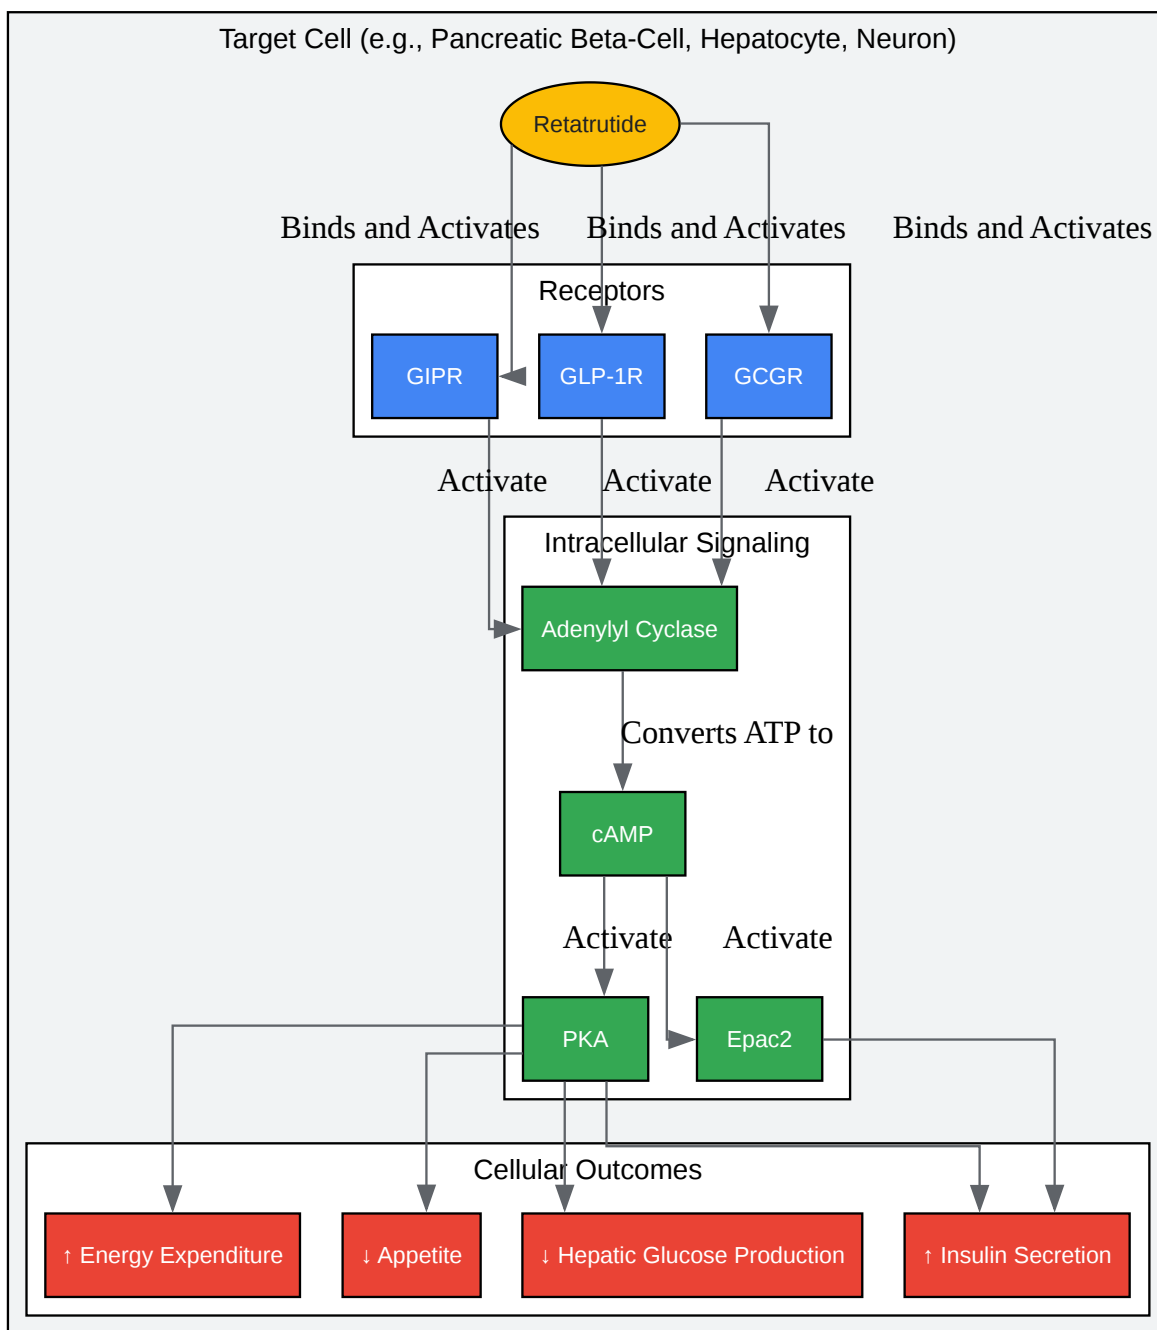 Target Cell (e.g., Pancreatic Beta-Cell, Hepatocyte, Neuron)
Retatrutide
Binds and Activates
Binds and Activates
Binds and Activates
Receptors
GIPR
GLP-1R
GCGR
Activate
Activate
Activate
Intracellular Signaling
Adenylyl Cyclase
Converts ATP to
cAMP
Activate
Activate
PKA
Epac2
Cellular Outcomes
↑ Energy Expenditure
↓ Appetite
↓ Hepatic Glucose Production
↑ Insulin Secretion